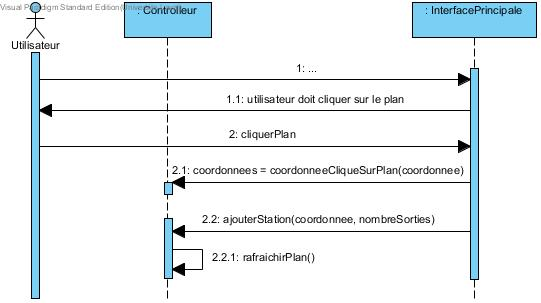 Visual Paradigm Standard Edition(
: Controlleur
: InterfacePrincipale
Utilisateur
1: ...
1.1: utilisateur doit cliquer sur le plan
2: cliquerPlan
2.1: coordonnees = coordonneeCliqueSurPlan(coordonnee)
2.2: ajouterStation(coordonnee, nombreSorties)
2.2.1: rafraichirPlan()